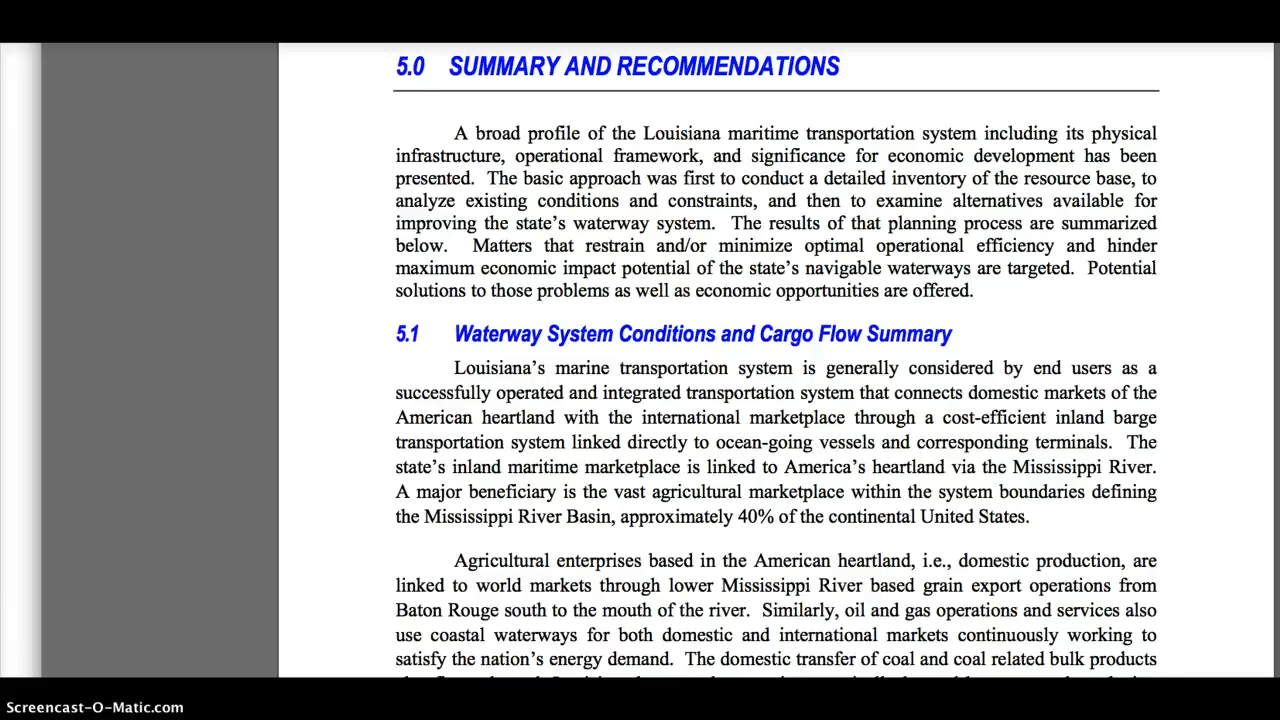 5.0 SUMMARY AND RECOMMENDATIONS
A broad profile of the Louisiana maritime transportation system including its physical
infrastructure, operational framework, and significance for economic development has been
presented. The basic approach was first to conduct a detailed inventory of the resource base, to
analyze existing conditions and constraints, and then to examine alternatives available for
improving the state’s waterway system. The results of that planning process are summarized
below. Matters that restrain and/or minimize optimal operational efficiency and hinder
maximum economic impact potential of the state’s navigable waterways are targeted. Potential
solutions to those problems as well as economic opportunities are offered.
5.1 Waterway System Conditions and Cargo Flow Summary
Louisiana’s marine transportation system is generally considered by end users as a
successfully operated and integrated transportation system that connects domestic markets of the
American heartland with the international marketplace through a cost-efficient inland barge
transportation system linked directly to ocean-going vessels and corresponding terminals. The
state’s inland maritime marketplace is linked to America’s heartland via the Mississippi River.
A major beneficiary is the vast agricultural marketplace within the system boundaries defining
the Mississippi River Basin, approximately 40% of the continental United States.
Agricultural enterprises based in the American heartland, i.e., domestic production, are
linked to world markets through lower Mississippi River based grain export operations from
Baton Rouge south to the mouth of the river. Similarly, oil and gas operations and services also
use coastal waterways for both domestic and international markets continuously working to
satisfy the nation’s energy demand. The domestic transfer of coal and coal related bulk products
Screencast-O-Matic.com